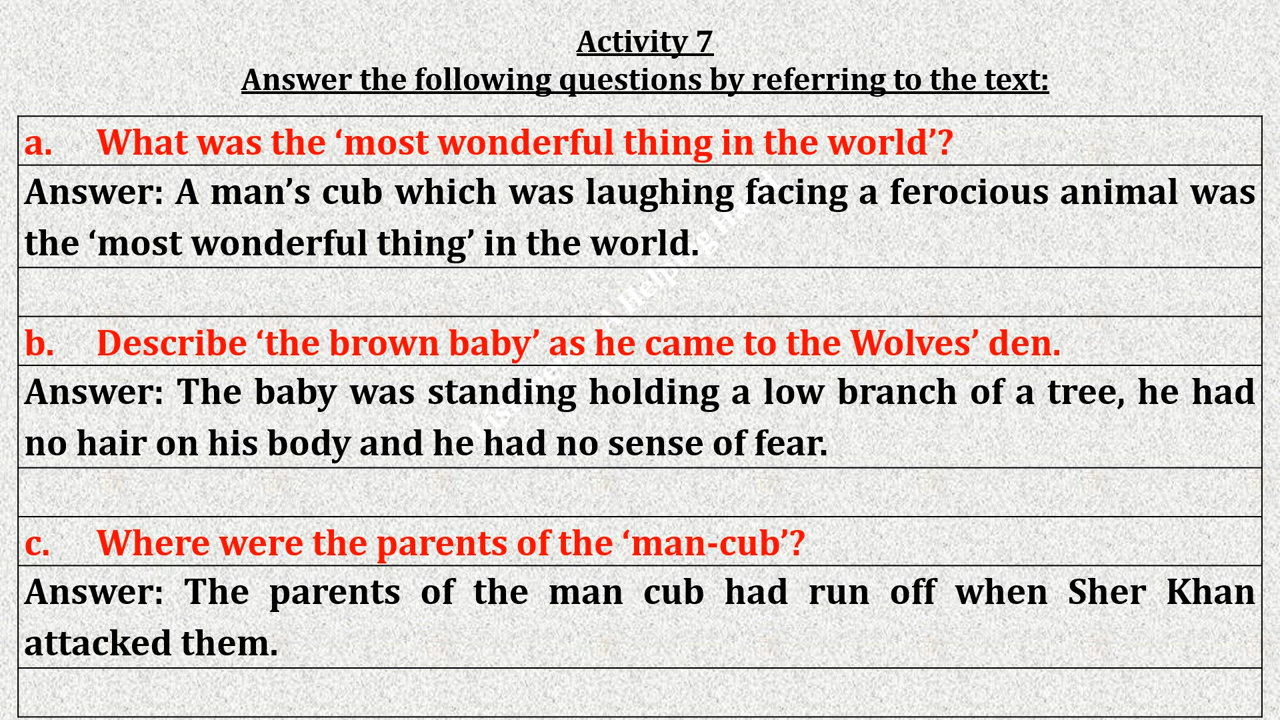 Activity 7
Answer the following questions by referring to the text:
a. What was the ‘most wonderful thing in the world’?
Answer: A man’s cub which was laughing facing a ferocious animal was
the ‘most wonderful thing’ in the world.
b. Describe ‘the brown baby’ as he came to the Wolves’ den.
Answer: The baby was standing holding a low branch of a tree, he had
no hair on his body and he had no sense of fear.
c. Where were the parents of the ‘man-cub’?
Answer: The parents of the man cub had run off when Sher Khan
attacked them.